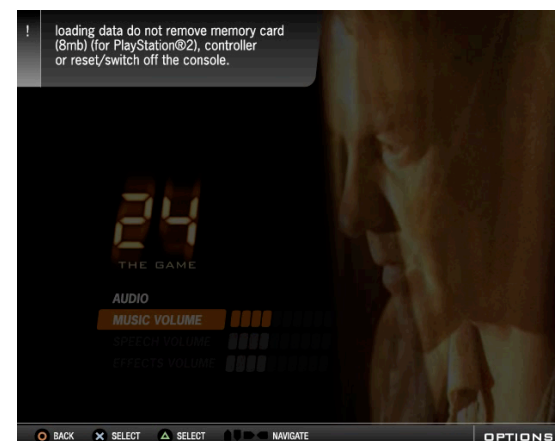 !
loading data do not remove memory card
(8mb) (for PlayStation®2), controller
or reset/switch off the console.
24
THE GAME
AUDIO
MUSIC VOLUME
SPEECH VOLUME
EFFECTS VOLUME
BACK SELECT SELECT NAVIGATE OPTIONS